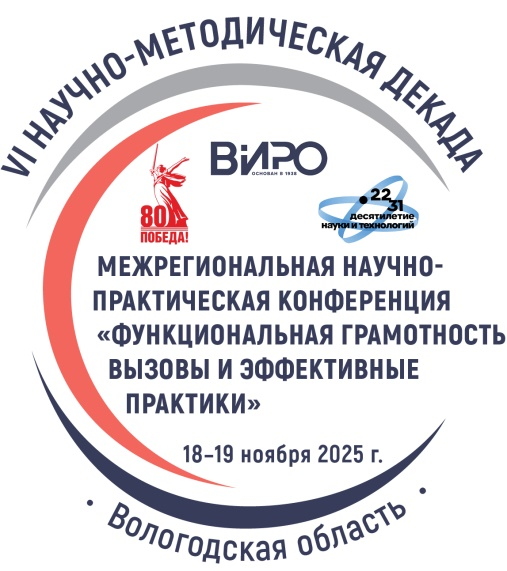 VI НАУЧНО-МЕТОДИЧЕСКАЯ ДЕКАДА
ВИРО
ОСНОВАН В 1938
80
ПОБЕДА!
22
31
десятилетие
науки и технологий
МЕЖРЕГИОНАЛЬНАЯ НАУЧНО-
ПРАКТИЧЕСКАЯ КОНФЕРЕНЦИЯ
«ФУНКЦИОНАЛЬНАЯ ГРАМОТНОСТЬ
ВЫЗОВЫ И ЭФФЕКТИВНЫЕ
ПРАКТИКИ»
18–19 ноября 2025 г.
· Вологодская область ·